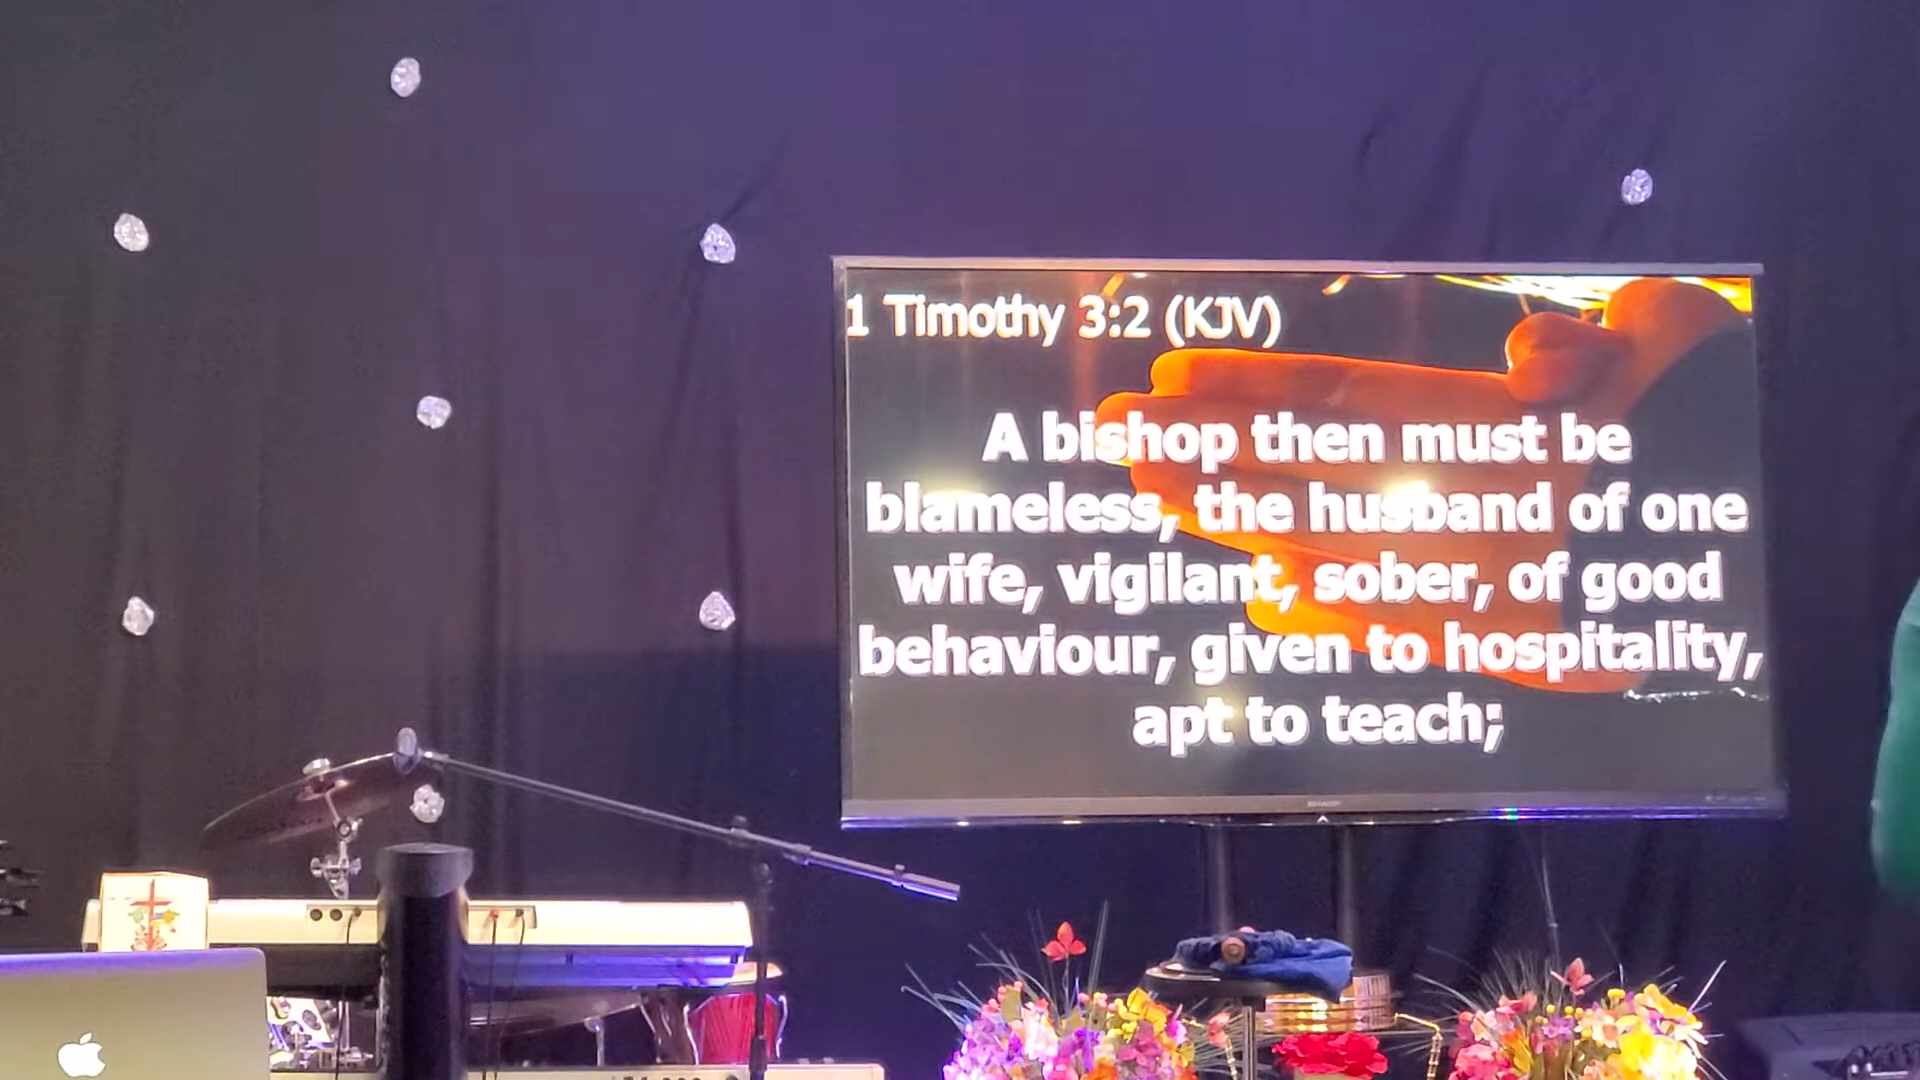 1 Timothy 3:2 (KJV)
A bishop then must be
blameless, the husband of one
wife, vigilant, sober, of good
behaviour, given to hospitality,
apt to teach;
SHARP